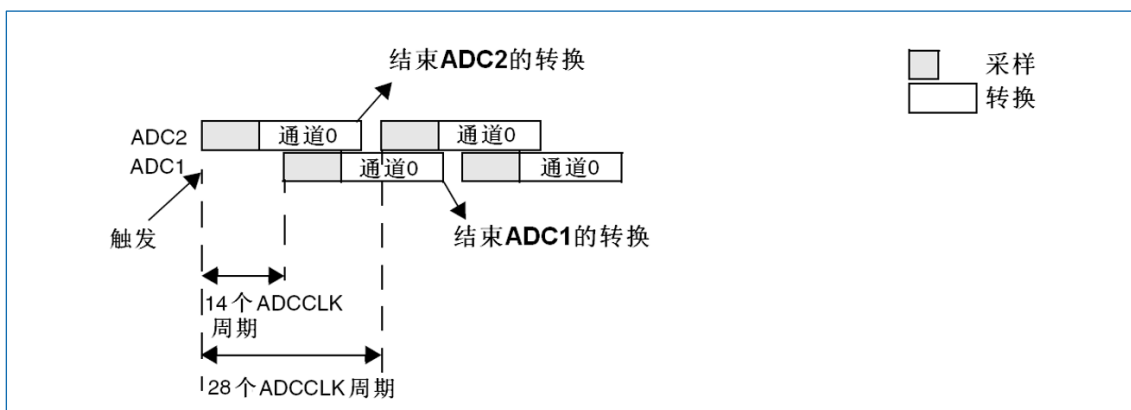 结束ADC2的转换
采样
转换
ADC2
通道0
通道0
ADC1
通道0
通道0
触发
结束ADC1的转换
14个ADCCLK
周期
28个ADCCLK周期